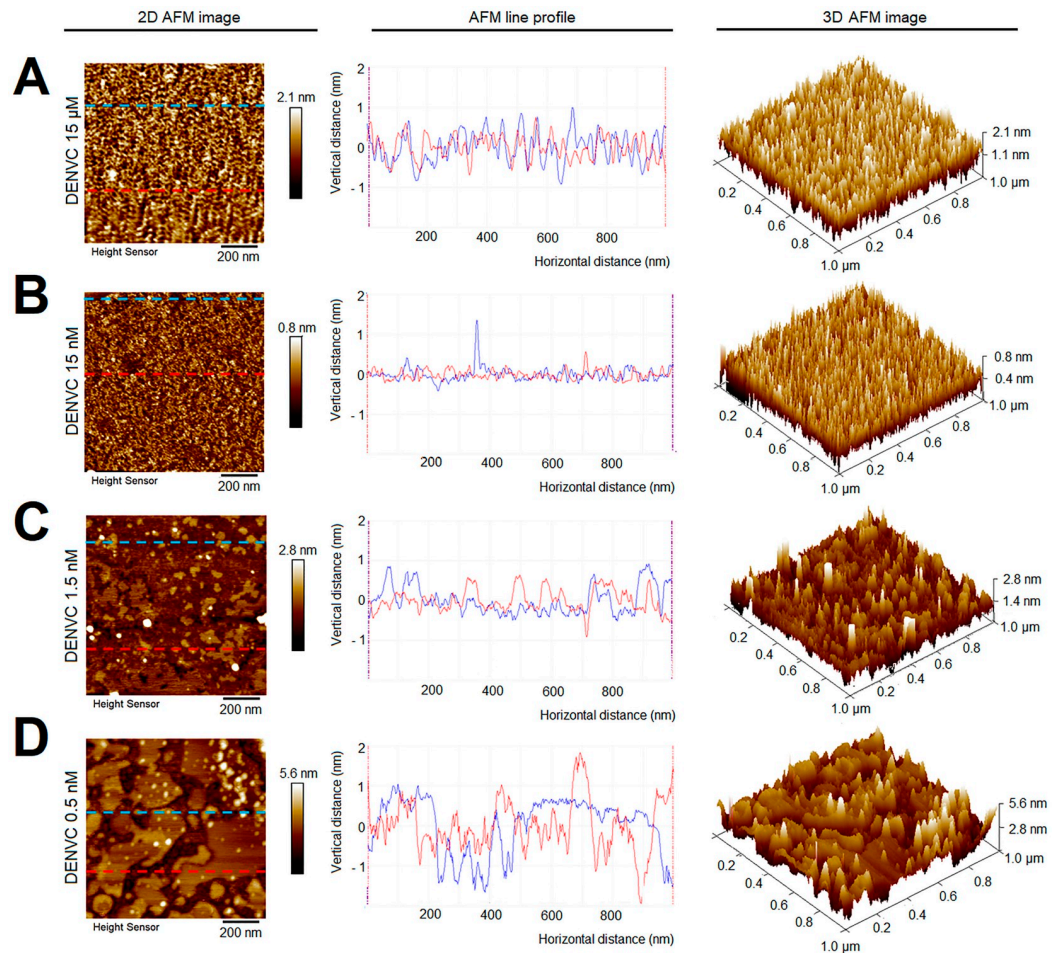 2D AFM image
AFM line profile
3D AFM image
A
DENVC 15 µM
2.1 nm
Height Sensor
200 nm
Vertical distance (nm)
2
1
0
- 1
200 400 600 800
Horizontal distance (nm)
2.1 nm
1.1 nm
1.0 µm
0.2 0.4 0.6 0.8
0.2 0.4 0.6 0.8
1.0 µm
B
DENVC 15 nM
0.8 nm
Height Sensor
200 nm
Vertical distance (nm)
2
1
0
- 1
200 400 600 800
Horizontal distance (nm)
0.8 nm
0.4 nm
1.0 µm
0.2 0.4 0.6 0.8
0.2 0.4 0.6 0.8
1.0 µm
C
DENVC 1.5 nM
2.8 nm
Height Sensor
200 nm
Vertical distance (nm)
2
1
0
- 1
200 400 600 800
Horizontal distance (nm)
2.8 nm
1.4 nm
1.0 µm
0.2 0.4 0.6 0.8
0.2 0.4 0.6 0.8
1.0 µm
D
DENVC 0.5 nM
5.6 nm
Height Sensor
200 nm
Vertical distance (nm)
2
1
0
- 1
200 400 600 800
Horizontal distance (nm)
5.6 nm
2.8 nm
1.0 µm
0.2 0.4 0.6 0.8
0.2 0.4 0.6 0.8
1.0 µm